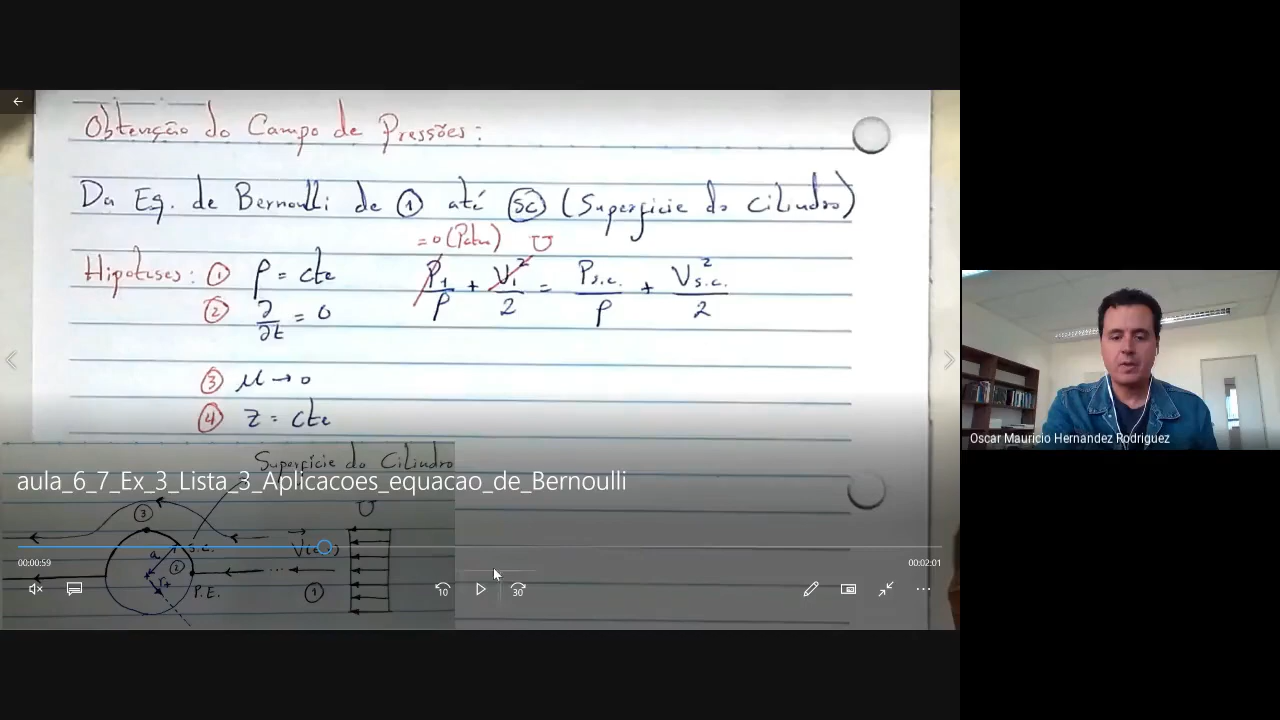 Obtenção do Campo de Pressões:
Da Eq. de Bernoulli de ① até (SC) (Superfície do Cilindro)
=0 (Patm) U
Hipoteses: ① ρ = cte P₁/ρ + V₁²/2 = Ps.c./ρ + Vs.c.²/2
② ∂/∂t = 0
③ μ → 0
④ z = cte
Superfície do Cilindro
aula_6_7_Ex_3_Lista_3_Aplicacoes_equacao_de_Bernoulli
U
③
S.C.
a
②
P.E.
①
00:00:59
00:02:01
10
30
Oscar Mauricio Hernandez Rodriguez